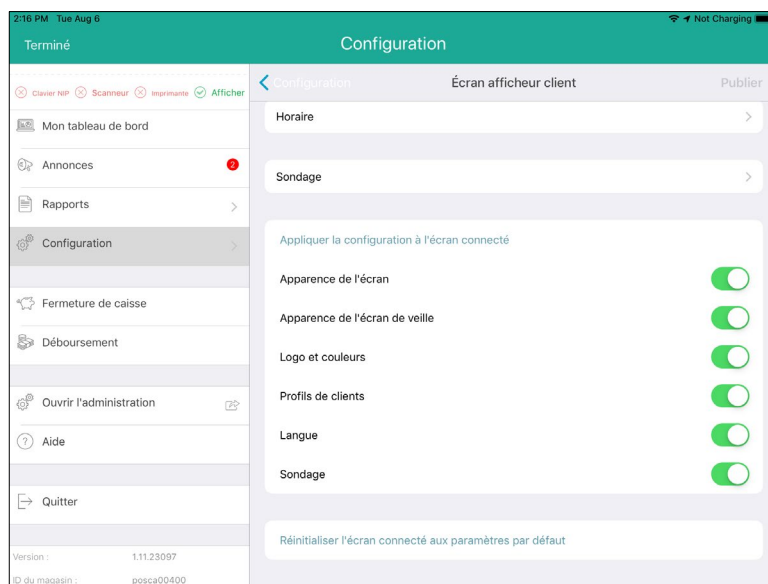 2:16 PM Tue Aug 6
Not Charging
Terminé
Configuration
Clavier NIP
Scanneur
Imprimante
Afficher
Mon tableau de bord
Annonces
2
Rapports
Configuration
Fermeture de caisse
Déboursement
Ouvrir l'administration
Aide
Quitter
Version :
1.11.23097
ID du magasin :
posca00400
Configuration
Écran afficheur client
Publier
Horaire
Sondage
Appliquer la configuration à l'écran connecté
Apparence de l'écran
Apparence de l'écran de veille
Logo et couleurs
Profils de clients
Langue
Sondage
Réinitialiser l'écran connecté aux paramètres par défaut